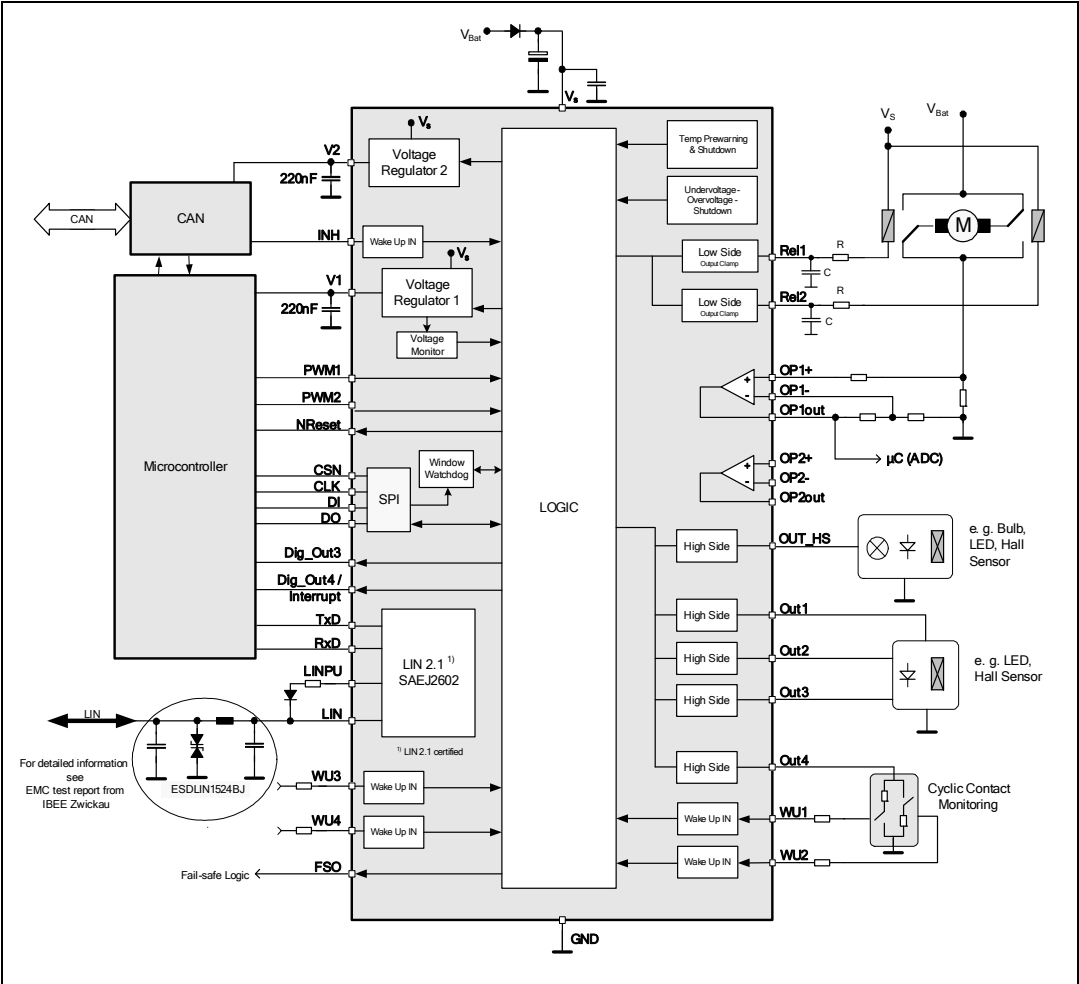 VBat
Vs
VS
VBat
Vs
V2
Voltage
Regulator 2
220nF
Temp Prewarning
& Shutdown
Undervoltage -
Overvoltage -
Shutdown
CAN
CAN
INH
Wake Up IN
Low Side
Output Clamp
Rel1
R
C
M
Vs
V1
Voltage
Regulator 1
220nF
Low Side
Output Clamp
Rel2
R
C
Voltage
Monitor
PWM1
PWM2
NReset
OP1+
OP1-
OP1out
+
-
µC (ADC)
Microcontroller
CSN
CLK
DI
DO
SPI
Window
Watchdog
LOGIC
OP2+
OP2-
OP2out
+
-
Dig_Out3
Dig_Out4 /
Interrupt
High Side
OUT_HS
e. g. Bulb,
LED, Hall
Sensor
TxD
RxD
LINPU
LIN
LIN 2.1 1)
SAEJ2602
1) LIN 2.1 certified
High Side
Out1
High Side
Out2
High Side
Out3
e. g. LED,
Hall Sensor
LIN
For detailed information
see
EMC test report from
IBEE Zwickau
ESDLIN1524BJ
High Side
Out4
Cyclic Contact
Monitoring
WU3
Wake Up IN
WU4
Wake Up IN
Wake Up IN
WU1
Wake Up IN
WU2
Fail-safe Logic
FSO
GND